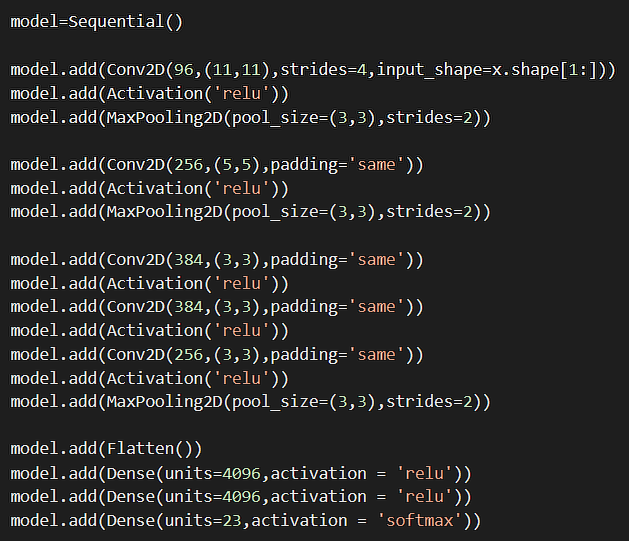 model=Sequential()
model.add(Conv2D(96,(11,11),strides=4,input_shape=x.shape[1:]))
model.add(Activation('relu'))
model.add(MaxPooling2D(pool_size=(3,3),strides=2))
model.add(Conv2D(256,(5,5),padding='same'))
model.add(Activation('relu'))
model.add(MaxPooling2D(pool_size=(3,3),strides=2))
model.add(Conv2D(384,(3,3),padding='same'))
model.add(Activation('relu'))
model.add(Conv2D(384,(3,3),padding='same'))
model.add(Activation('relu'))
model.add(Conv2D(256,(3,3),padding='same'))
model.add(Activation('relu'))
model.add(MaxPooling2D(pool_size=(3,3),strides=2))
model.add(Flatten())
model.add(Dense(units=4096,activation = 'relu'))
model.add(Dense(units=4096,activation = 'relu'))
model.add(Dense(units=23,activation = 'softmax'))